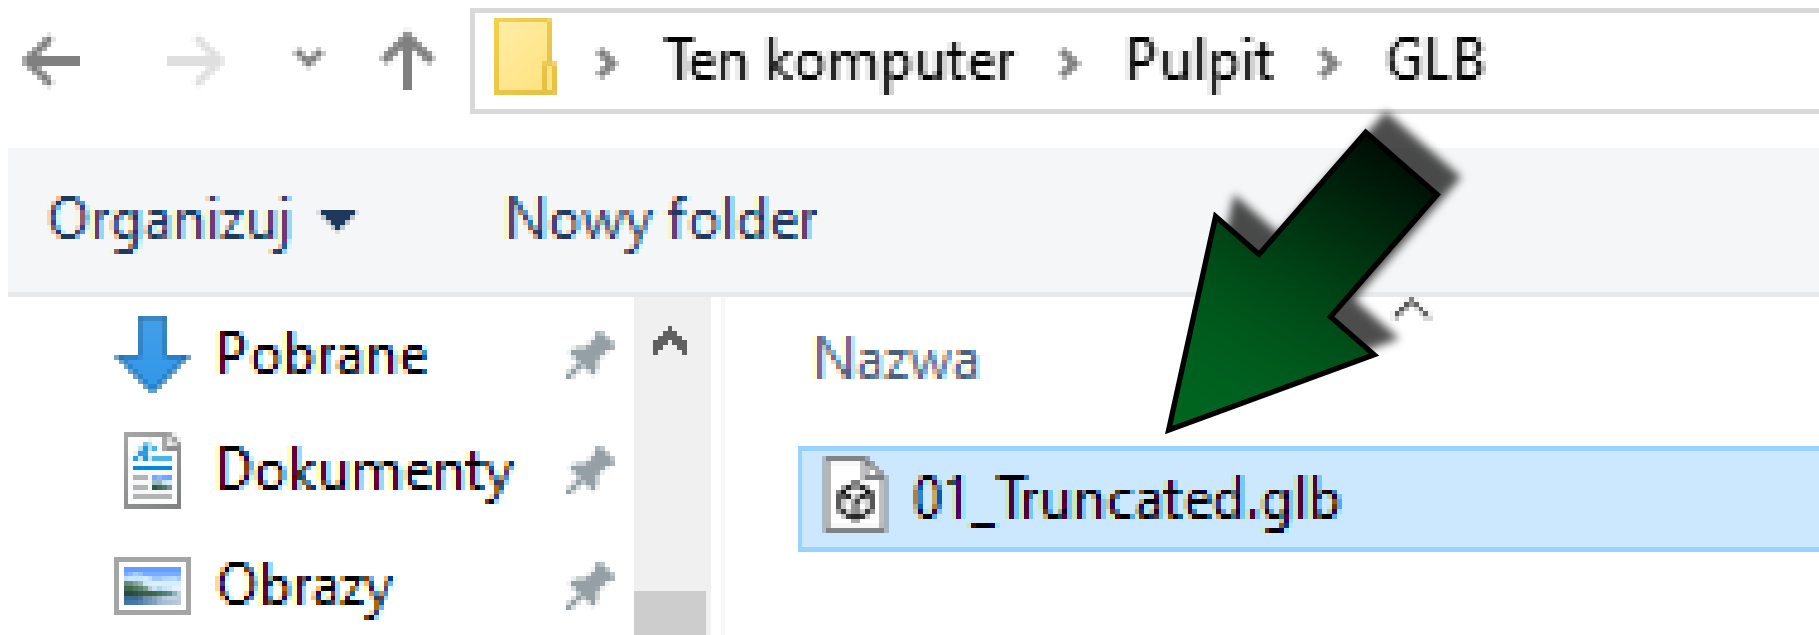 Ten komputer > Pulpit > GLB
Organizuj Nowy folder
Pobrane
Nazwa
Dokumenty
01_Truncated.glb
Obrazy